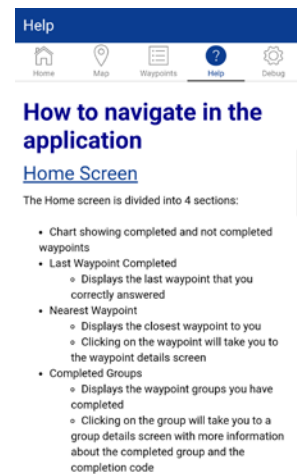 Help
Home Map Waypoints Help Debug
How to navigate in the
application
Home Screen
The Home screen is divided into 4 sections:
• Chart showing completed and not completed
waypoints
• Last Waypoint Completed
∘ Displays the last waypoint that you
correctly answered
• Nearest Waypoint
∘ Displays the closest waypoint to you
∘ Clicking on the waypoint will take you to
the waypoint details screen
• Completed Groups
∘ Displays the waypoint groups you have
completed
∘ Clicking on the group will take you to a
group details screen with more information
about the completed group and the
completion code